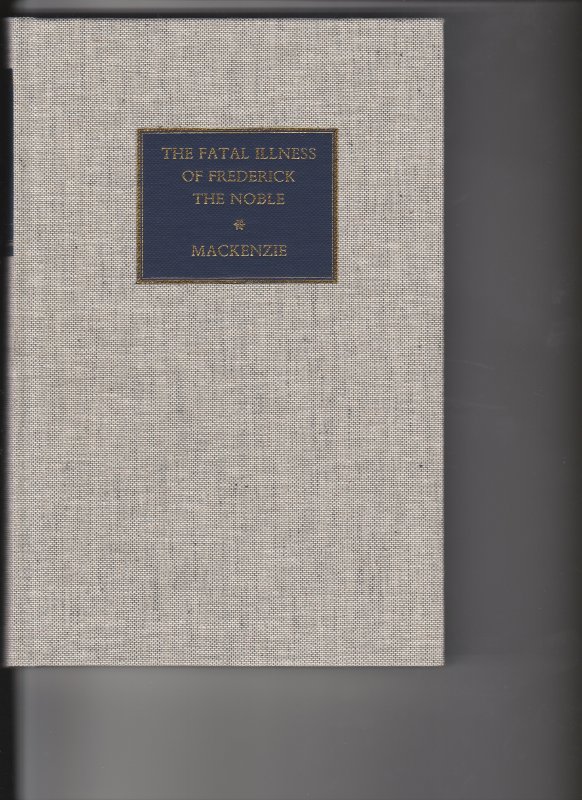 THE FATAL ILLNESS
OF FREDERICK
THE NOBLE
MACKENZIE